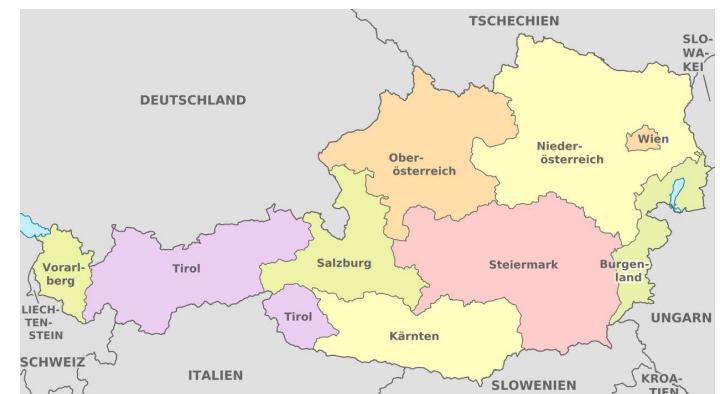 TSCHECHIEN
SLO-
WA-
KEI
DEUTSCHLAND
Wien
Nieder-
österreich
Ober-
österreich
Salzburg
Steiermark
Burgen-
land
Vorarl-
berg
Tirol
Tirol
Kärnten
LIECH-
TEN-
STEIN
UNGARN
SCHWEIZ
ITALIEN
SLOWENIEN
KROA-
TIEN